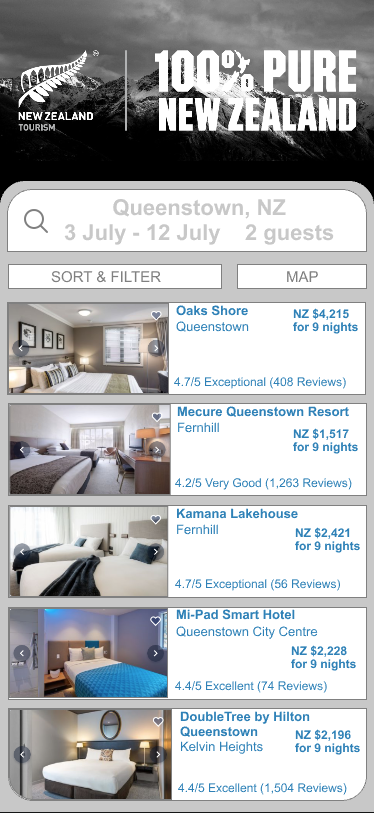 ®
NEW ZEALAND
TOURISM
100% PURE
NEW ZEALAND
Queenstown, NZ
3 July - 12 July 2 guests
SORT & FILTER
MAP
Oaks Shore
Queenstown
NZ $4,215
for 9 nights
4.7/5 Exceptional (408 Reviews)
Mecure Queenstown Resort
Fernhill
NZ $1,517
for 9 nights
4.2/5 Very Good (1,263 Reviews)
Kamana Lakehouse
Fernhill
NZ $2,421
for 9 nights
4.7/5 Exceptional (56 Reviews)
Mi-Pad Smart Hotel
Queenstown City Centre
NZ $2,228
for 9 nights
4.4/5 Excellent (74 Reviews)
DoubleTree by Hilton
Queenstown
Kelvin Heights
NZ $2,196
for 9 nights
4.4/5 Excellent (1,504 Reviews)